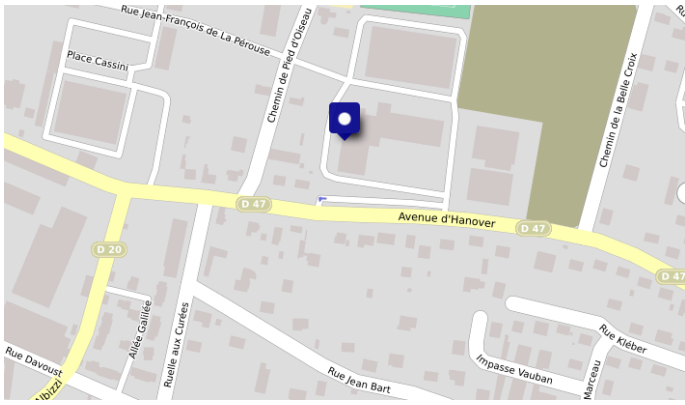 Rue Jean-François de La Pérouse
Chemin de Pied d'Oiseau
Place Cassini
Chemin de la Belle Croix
D 47
Avenue d'Hanover
D 47
D 20
D 47
Allée Galilée
Ruelle aux Curées
Rue Kléber
Rue Davoust
Impasse Vauban
Marceau
Rue Jean Bart
Albizzi